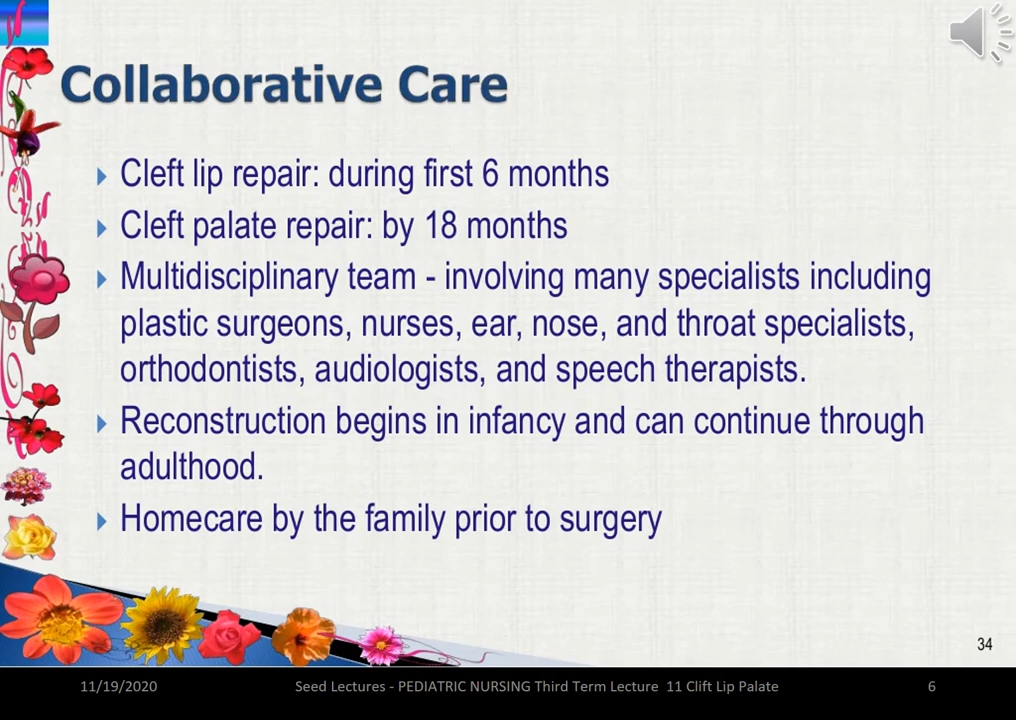 Collaborative Care
Cleft lip repair: during first 6 months
Cleft palate repair: by 18 months
Multidisciplinary team - involving many specialists including
plastic surgeons, nurses, ear, nose, and throat specialists,
orthodontists, audiologists, and speech therapists.
Reconstruction begins in infancy and can continue through
adulthood.
Homecare by the family prior to surgery
34
11/19/2020 Seed Lectures - PEDIATRIC NURSING Third Term Lecture 11 Clift Lip Palate 6